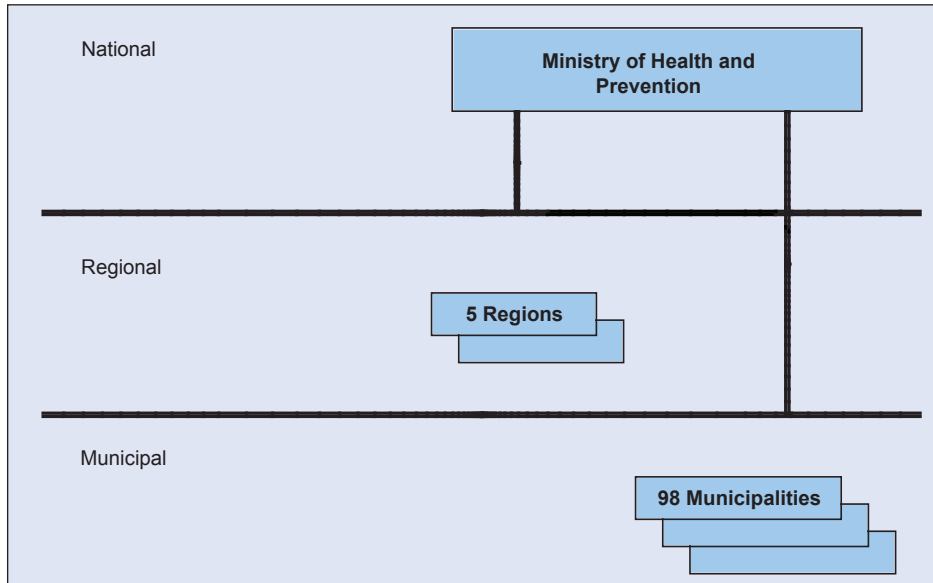 National
Ministry of Health and
Prevention
Regional
5 Regions
Municipal
98 Municipalities